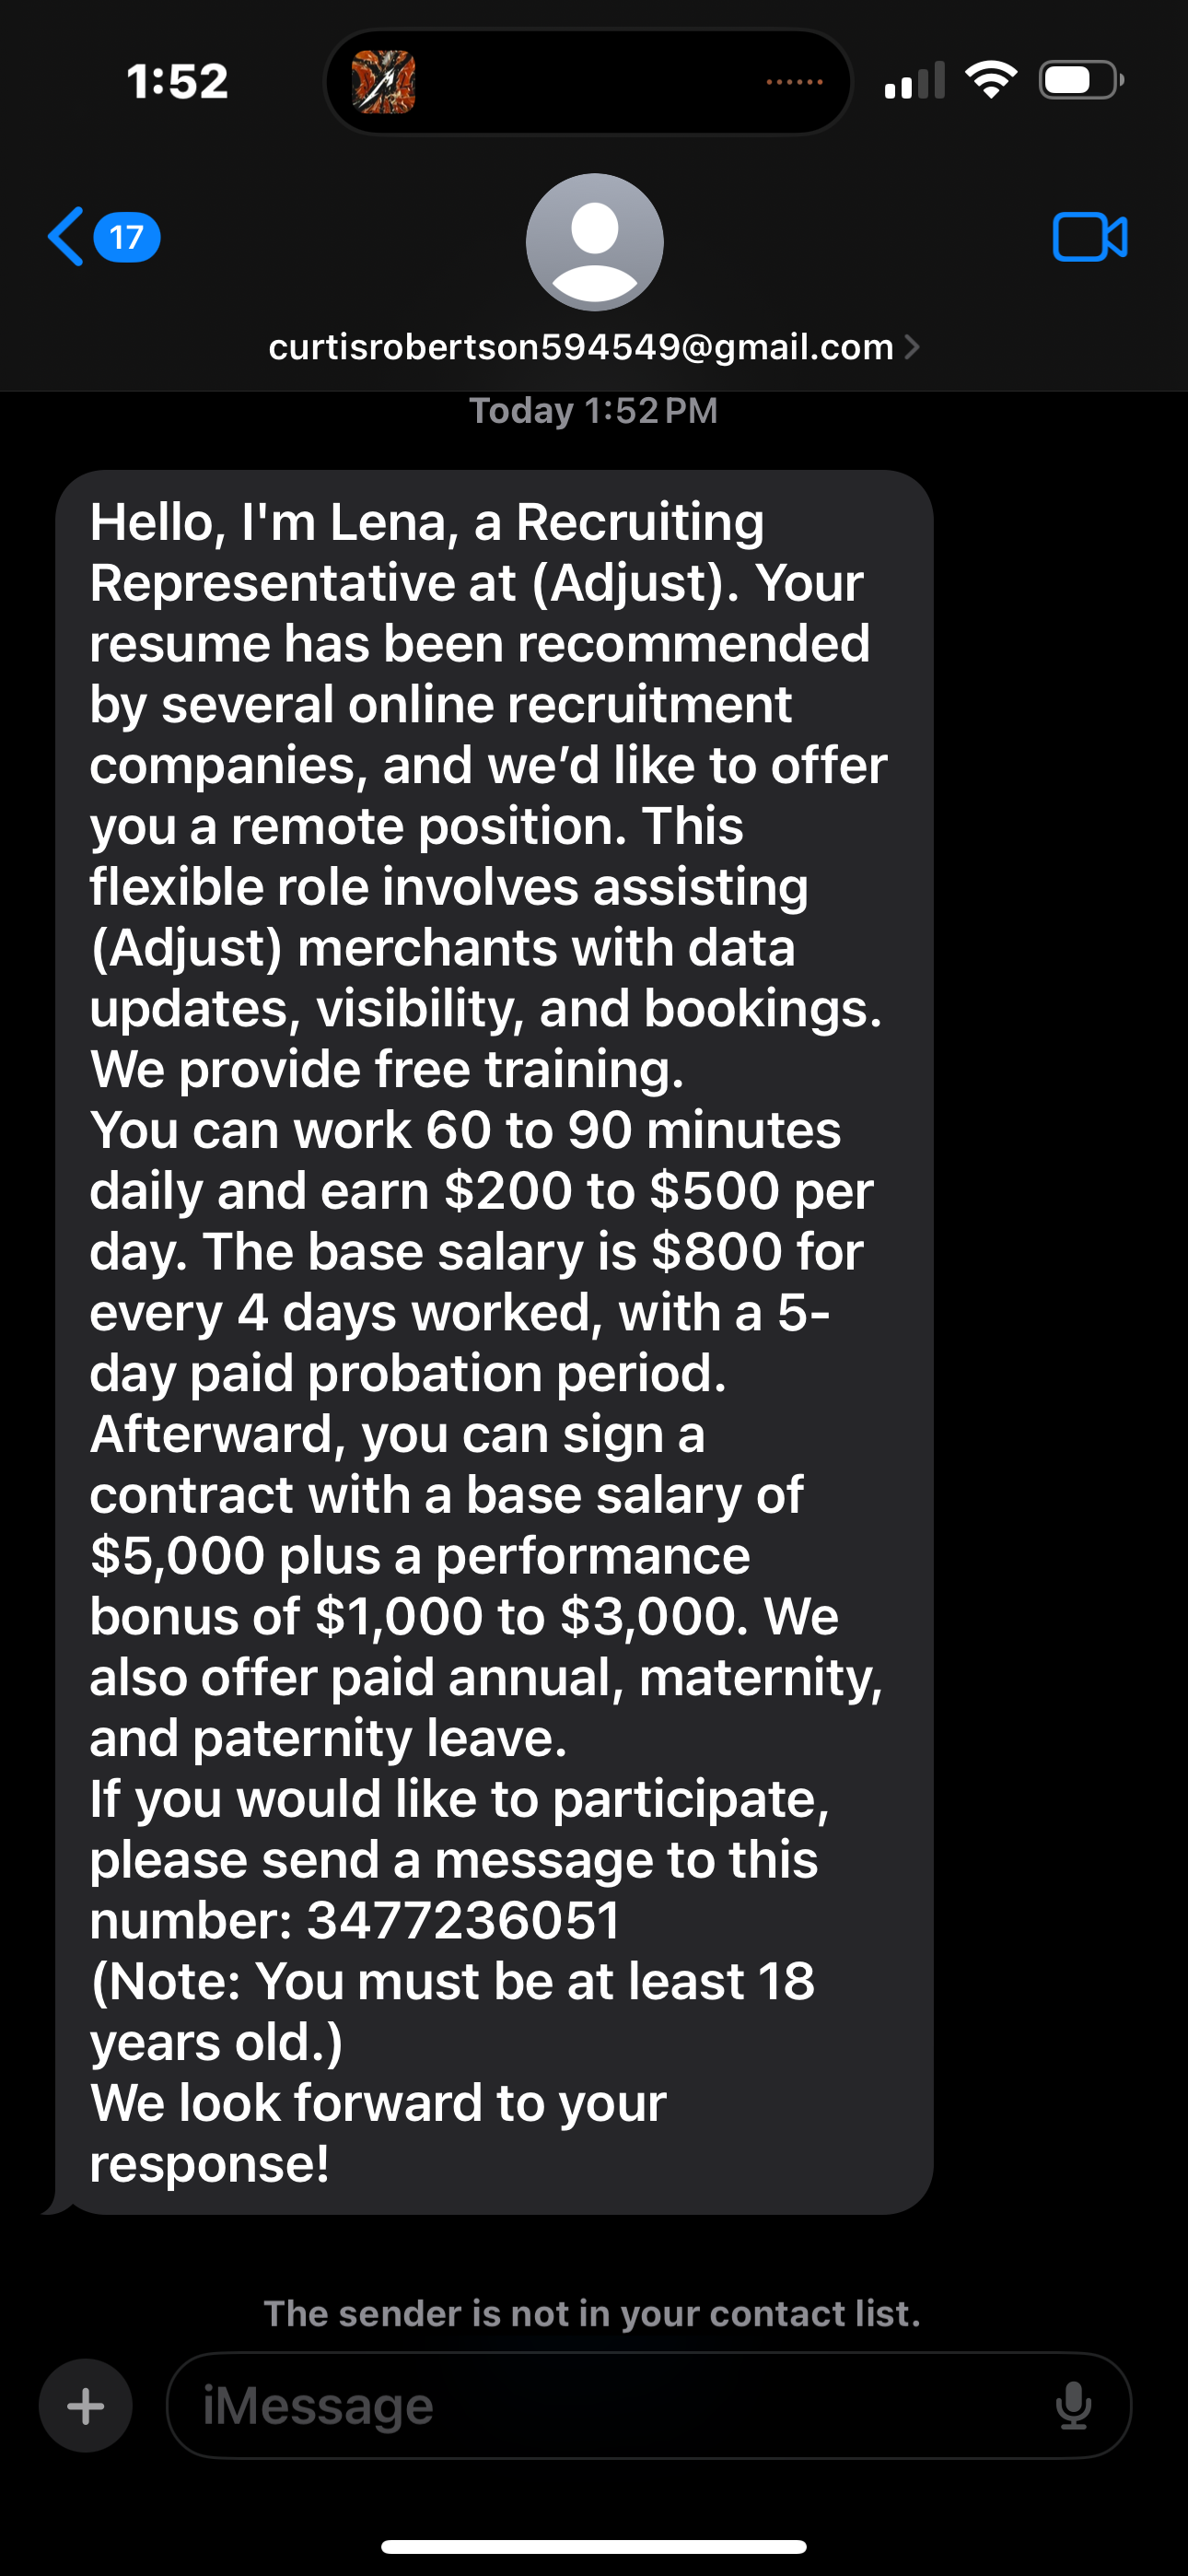 1:52
17
curtisrobertson594549@gmail.com
Today 1:52 PM
Hello, I'm Lena, a Recruiting
Representative at (Adjust). Your
resume has been recommended
by several online recruitment
companies, and we’d like to offer
you a remote position. This
flexible role involves assisting
(Adjust) merchants with data
updates, visibility, and bookings.
We provide free training.
You can work 60 to 90 minutes
daily and earn $200 to $500 per
day. The base salary is $800 for
every 4 days worked, with a 5-
day paid probation period.
Afterward, you can sign a
contract with a base salary of
$5,000 plus a performance
bonus of $1,000 to $3,000. We
also offer paid annual, maternity,
and paternity leave.
If you would like to participate,
please send a message to this
number: 3477236051
(Note: You must be at least 18
years old.)
We look forward to your
response!
The sender is not in your contact list.
iMessage